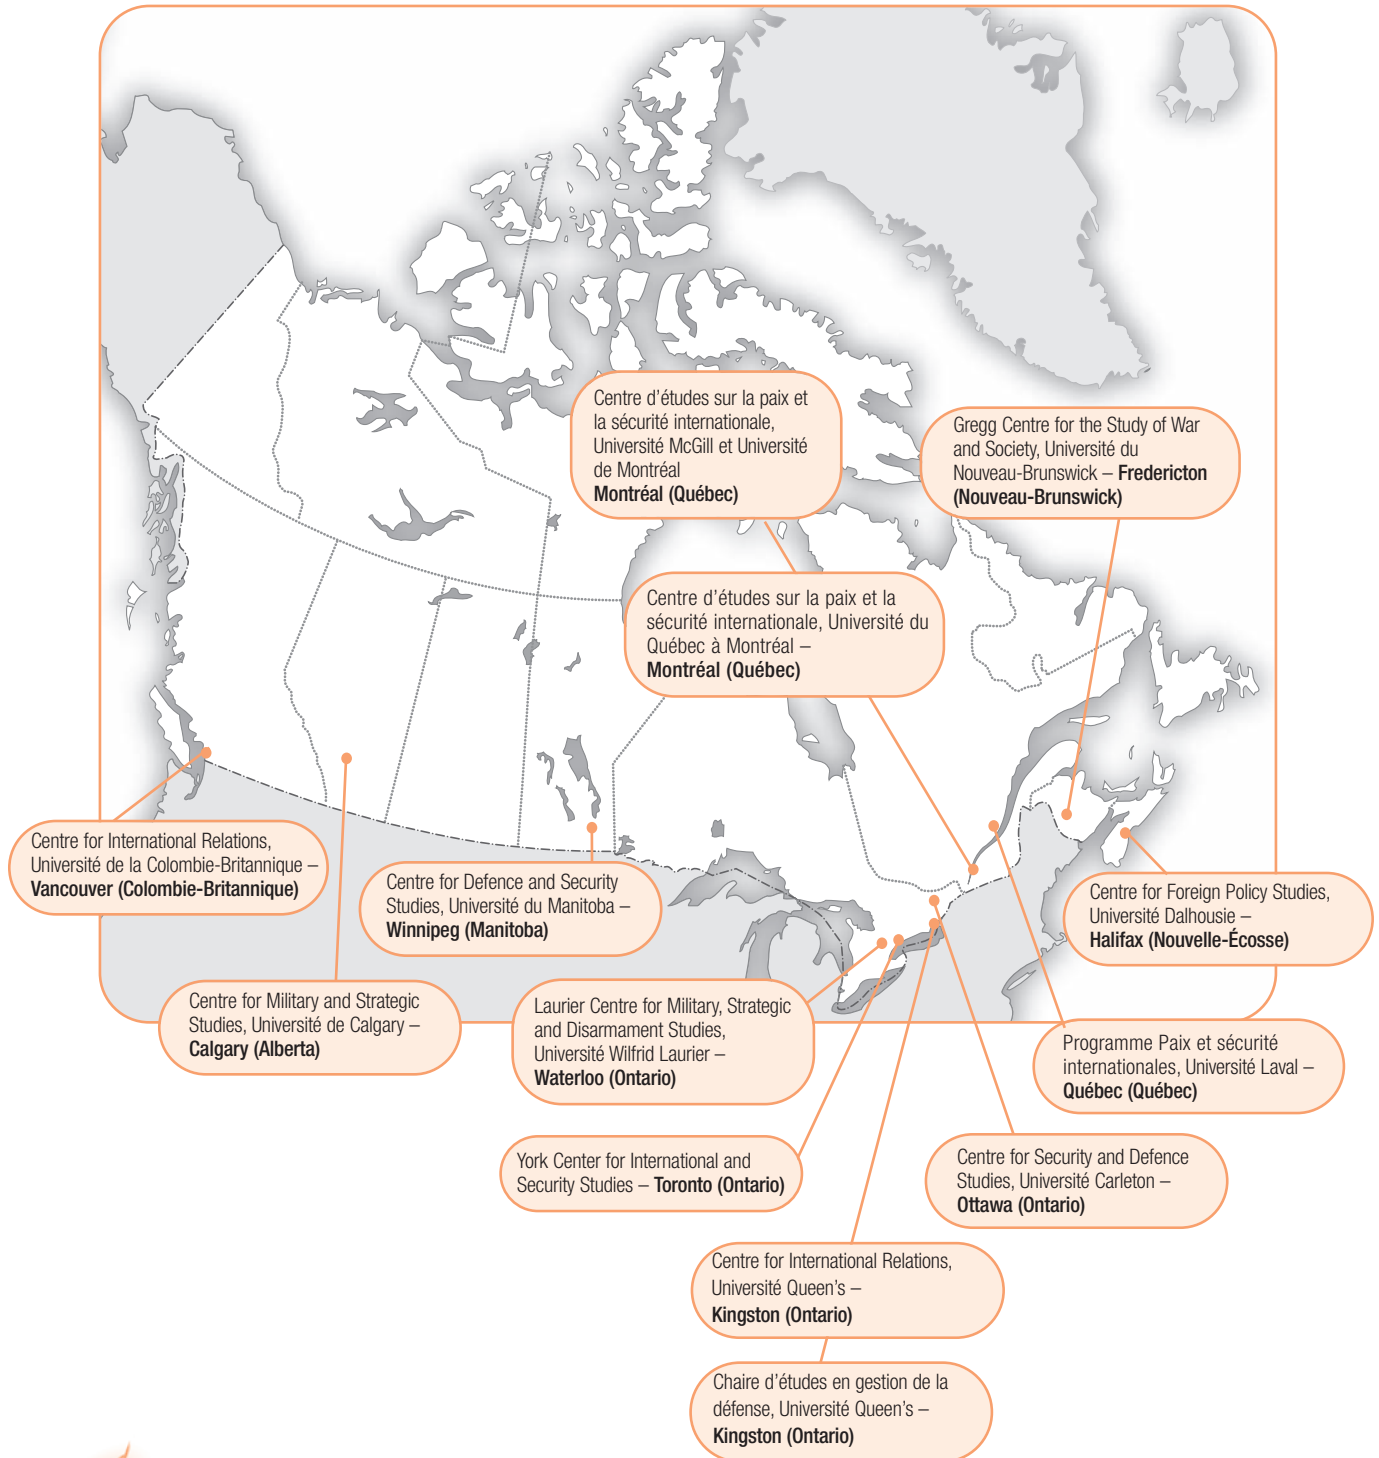 Centre d'études sur la paix et
la sécurité internationale,
Université McGill et Université
de Montréal
Montréal (Québec)
Gregg Centre for the Study of War
and Society, Université du
Nouveau-Brunswick – Fredericton
(Nouveau-Brunswick)
Centre d'études sur la paix et la
sécurité internationale, Université du
Québec à Montréal –
Montréal (Québec)
Centre for International Relations,
Université de la Colombie-Britannique –
Vancouver (Colombie-Britannique)
Centre for Defence and Security
Studies, Université du Manitoba –
Winnipeg (Manitoba)
Centre for Foreign Policy Studies,
Université Dalhousie –
Halifax (Nouvelle-Écosse)
Centre for Military and Strategic
Studies, Université de Calgary –
Calgary (Alberta)
Laurier Centre for Military, Strategic
and Disarmament Studies,
Université Wilfrid Laurier –
Waterloo (Ontario)
Programme Paix et sécurité
internationales, Université Laval –
Québec (Québec)
York Center for International and
Security Studies – Toronto (Ontario)
Centre for Security and Defence
Studies, Université Carleton –
Ottawa (Ontario)
Centre for International Relations,
Université Queen's –
Kingston (Ontario)
Chaire d'études en gestion de la
défense, Université Queen's –
Kingston (Ontario)